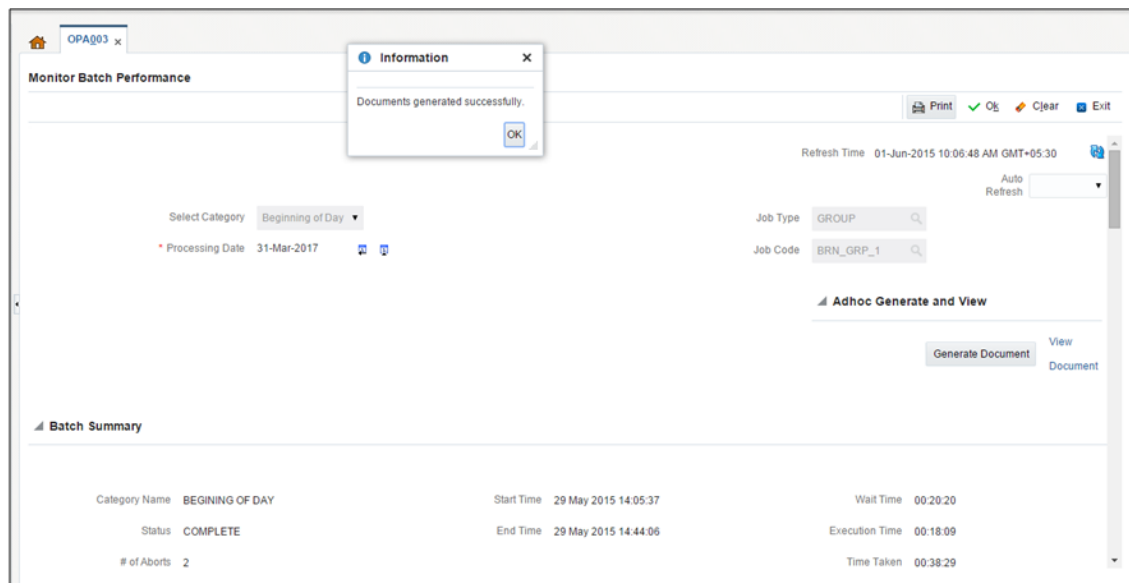 OPA003 x
Information x
Monitor Batch Performance
Documents generated successfully.
OK
Print Ok Clear Exit
Refresh Time 01-Jun-2015 10:06:48 AM GMT+05:30
Auto
Refresh
Select Category Beginning of Day
Job Type GROUP
* Processing Date 31-Mar-2017
Job Code BRN_GRP_1
Adhoc Generate and View
Generate Document
View
Document
Batch Summary
Category Name BEGINING OF DAY Start Time 29 May 2015 14:05:37 Wait Time 00:20:20
Status COMPLETE End Time 29 May 2015 14:44:06 Execution Time 00:18:09
# of Aborts 2 Time Taken 00:38:29